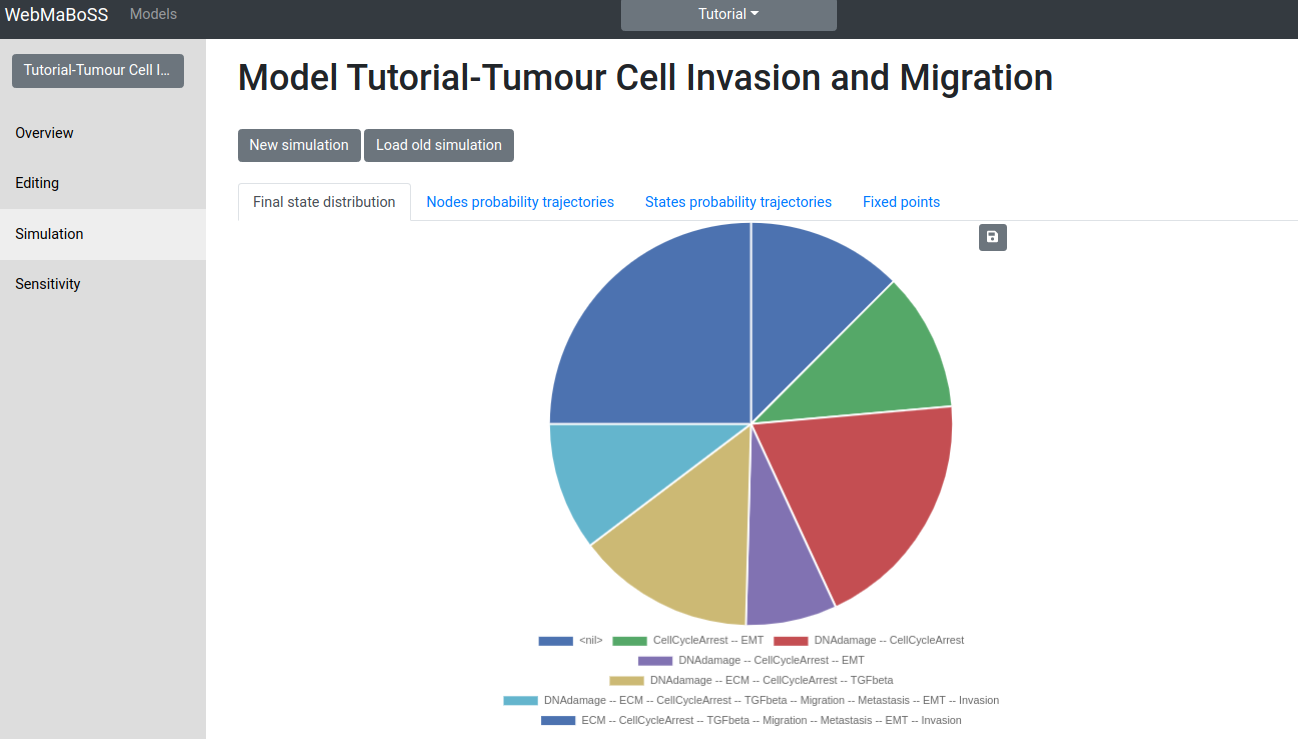 WebMaBoSS Models Tutorial
Tutorial-Tumour Cell I...
Model Tutorial-Tumour Cell Invasion and Migration
Overview
Editing
Simulation
Sensitivity
New simulation Load old simulation
Final state distribution Nodes probability trajectories States probability trajectories Fixed points
<nil> CellCycleArrest -- EMT DNAdamage -- CellCycleArrest
DNAdamage -- CellCycleArrest -- EMT
DNAdamage -- ECM -- CellCycleArrest -- TGFbeta
DNAdamage -- ECM -- CellCycleArrest -- TGFbeta -- Migration -- Metastasis -- EMT -- Invasion
ECM -- CellCycleArrest -- TGFbeta -- Migration -- Metastasis -- EMT -- Invasion